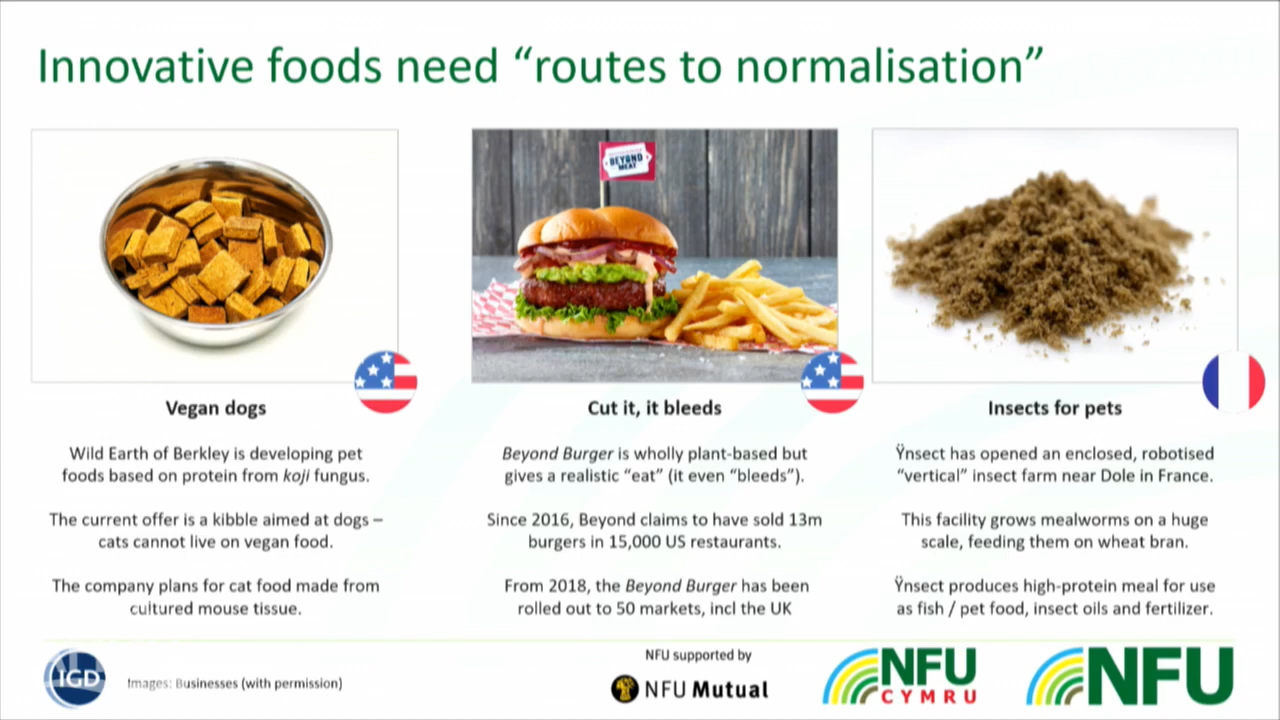 Innovative foods need “routes to normalisation”
BEYOND
MEAT
Vegan dogs
Wild Earth of Berkley is developing pet
foods based on protein from koji fungus.
The current offer is a kibble aimed at dogs –
cats cannot live on vegan food.
The company plans for cat food made from
cultured mouse tissue.
Cut it, it bleeds
Beyond Burger is wholly plant-based but
gives a realistic “eat” (it even “bleeds”).
Since 2016, Beyond claims to have sold 13m
burgers in 15,000 US restaurants.
From 2018, the Beyond Burger has been
rolled out to 50 markets, incl the UK
Insects for pets
Ÿnsect has opened an enclosed, robotised
“vertical” insect farm near Dole in France.
This facility grows mealworms on a huge
scale, feeding them on wheat bran.
Ÿnsect produces high-protein meal for use
as fish / pet food, insect oils and fertilizer.
IGD
Images: Businesses (with permission)
NFU supported by
NFU Mutual
NFU
CYMRU
NFU